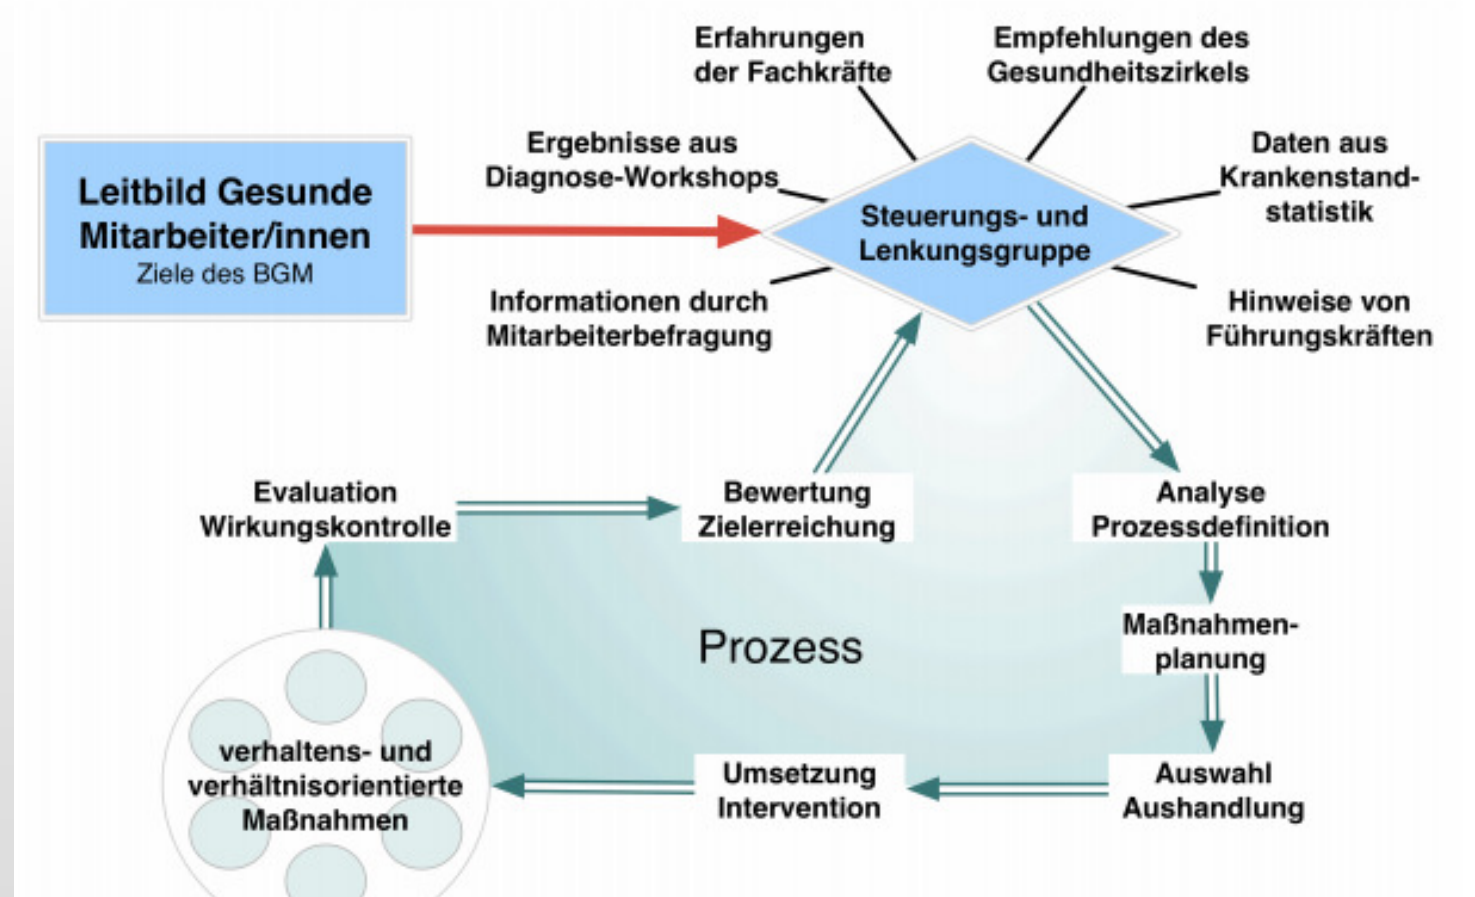 Erfahrungen
der Fachkräfte
Empfehlungen des
Gesundheitszirkels
Ergebnisse aus
Diagnose-Workshops
Daten aus
Krankenstand-
statistik
Leitbild Gesunde
Mitarbeiter/innen
Ziele des BGM
Steuerungs- und
Lenkungsgruppe
Informationen durch
Mitarbeiterbefragung
Hinweise von
Führungskräften
Evaluation
Wirkungskontrolle
Bewertung
Zielerreichung
Analyse
Prozessdefinition
Prozess
Maßnahmen-
planung
verhaltens- und
verhältnisorientierte
Maßnahmen
Umsetzung
Intervention
Auswahl
Aushandlung